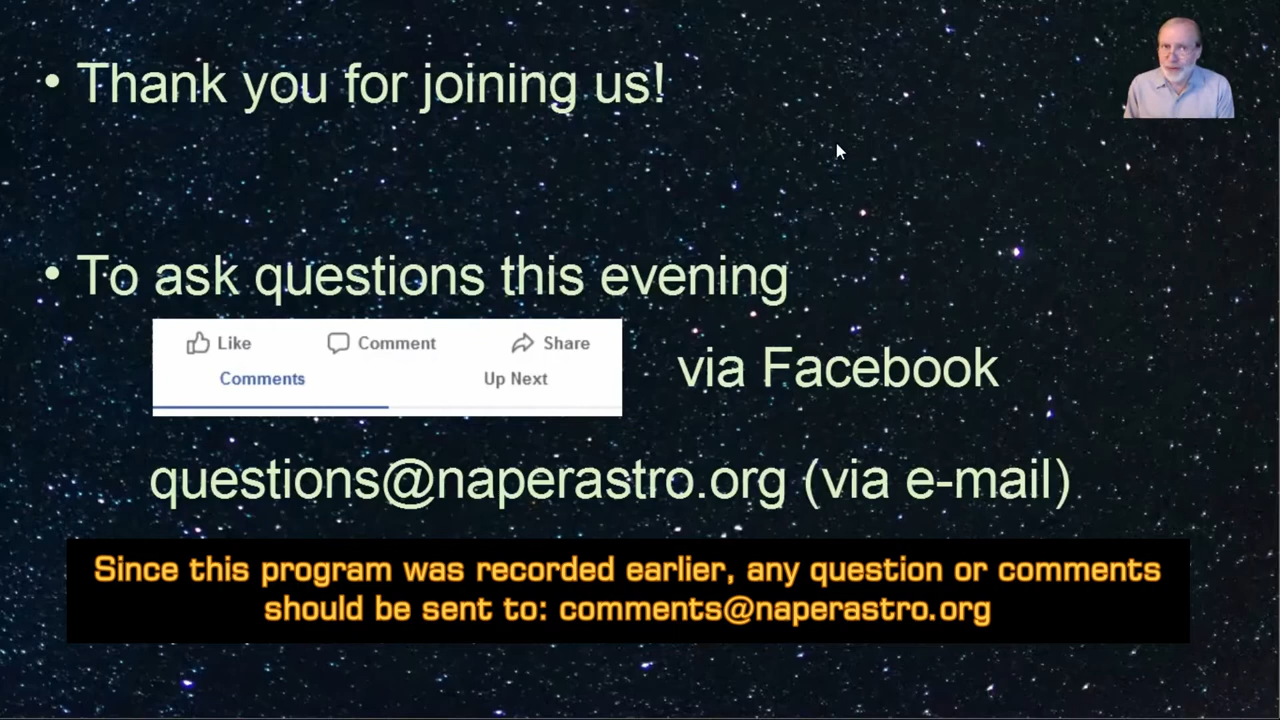 • Thank you for joining us!
• To ask questions this evening
Like Comment Share
Comments Up Next
via Facebook
questions@naperastro.org (via e-mail)
Since this program was recorded earlier, any question or comments
should be sent to: comments@naperastro.org